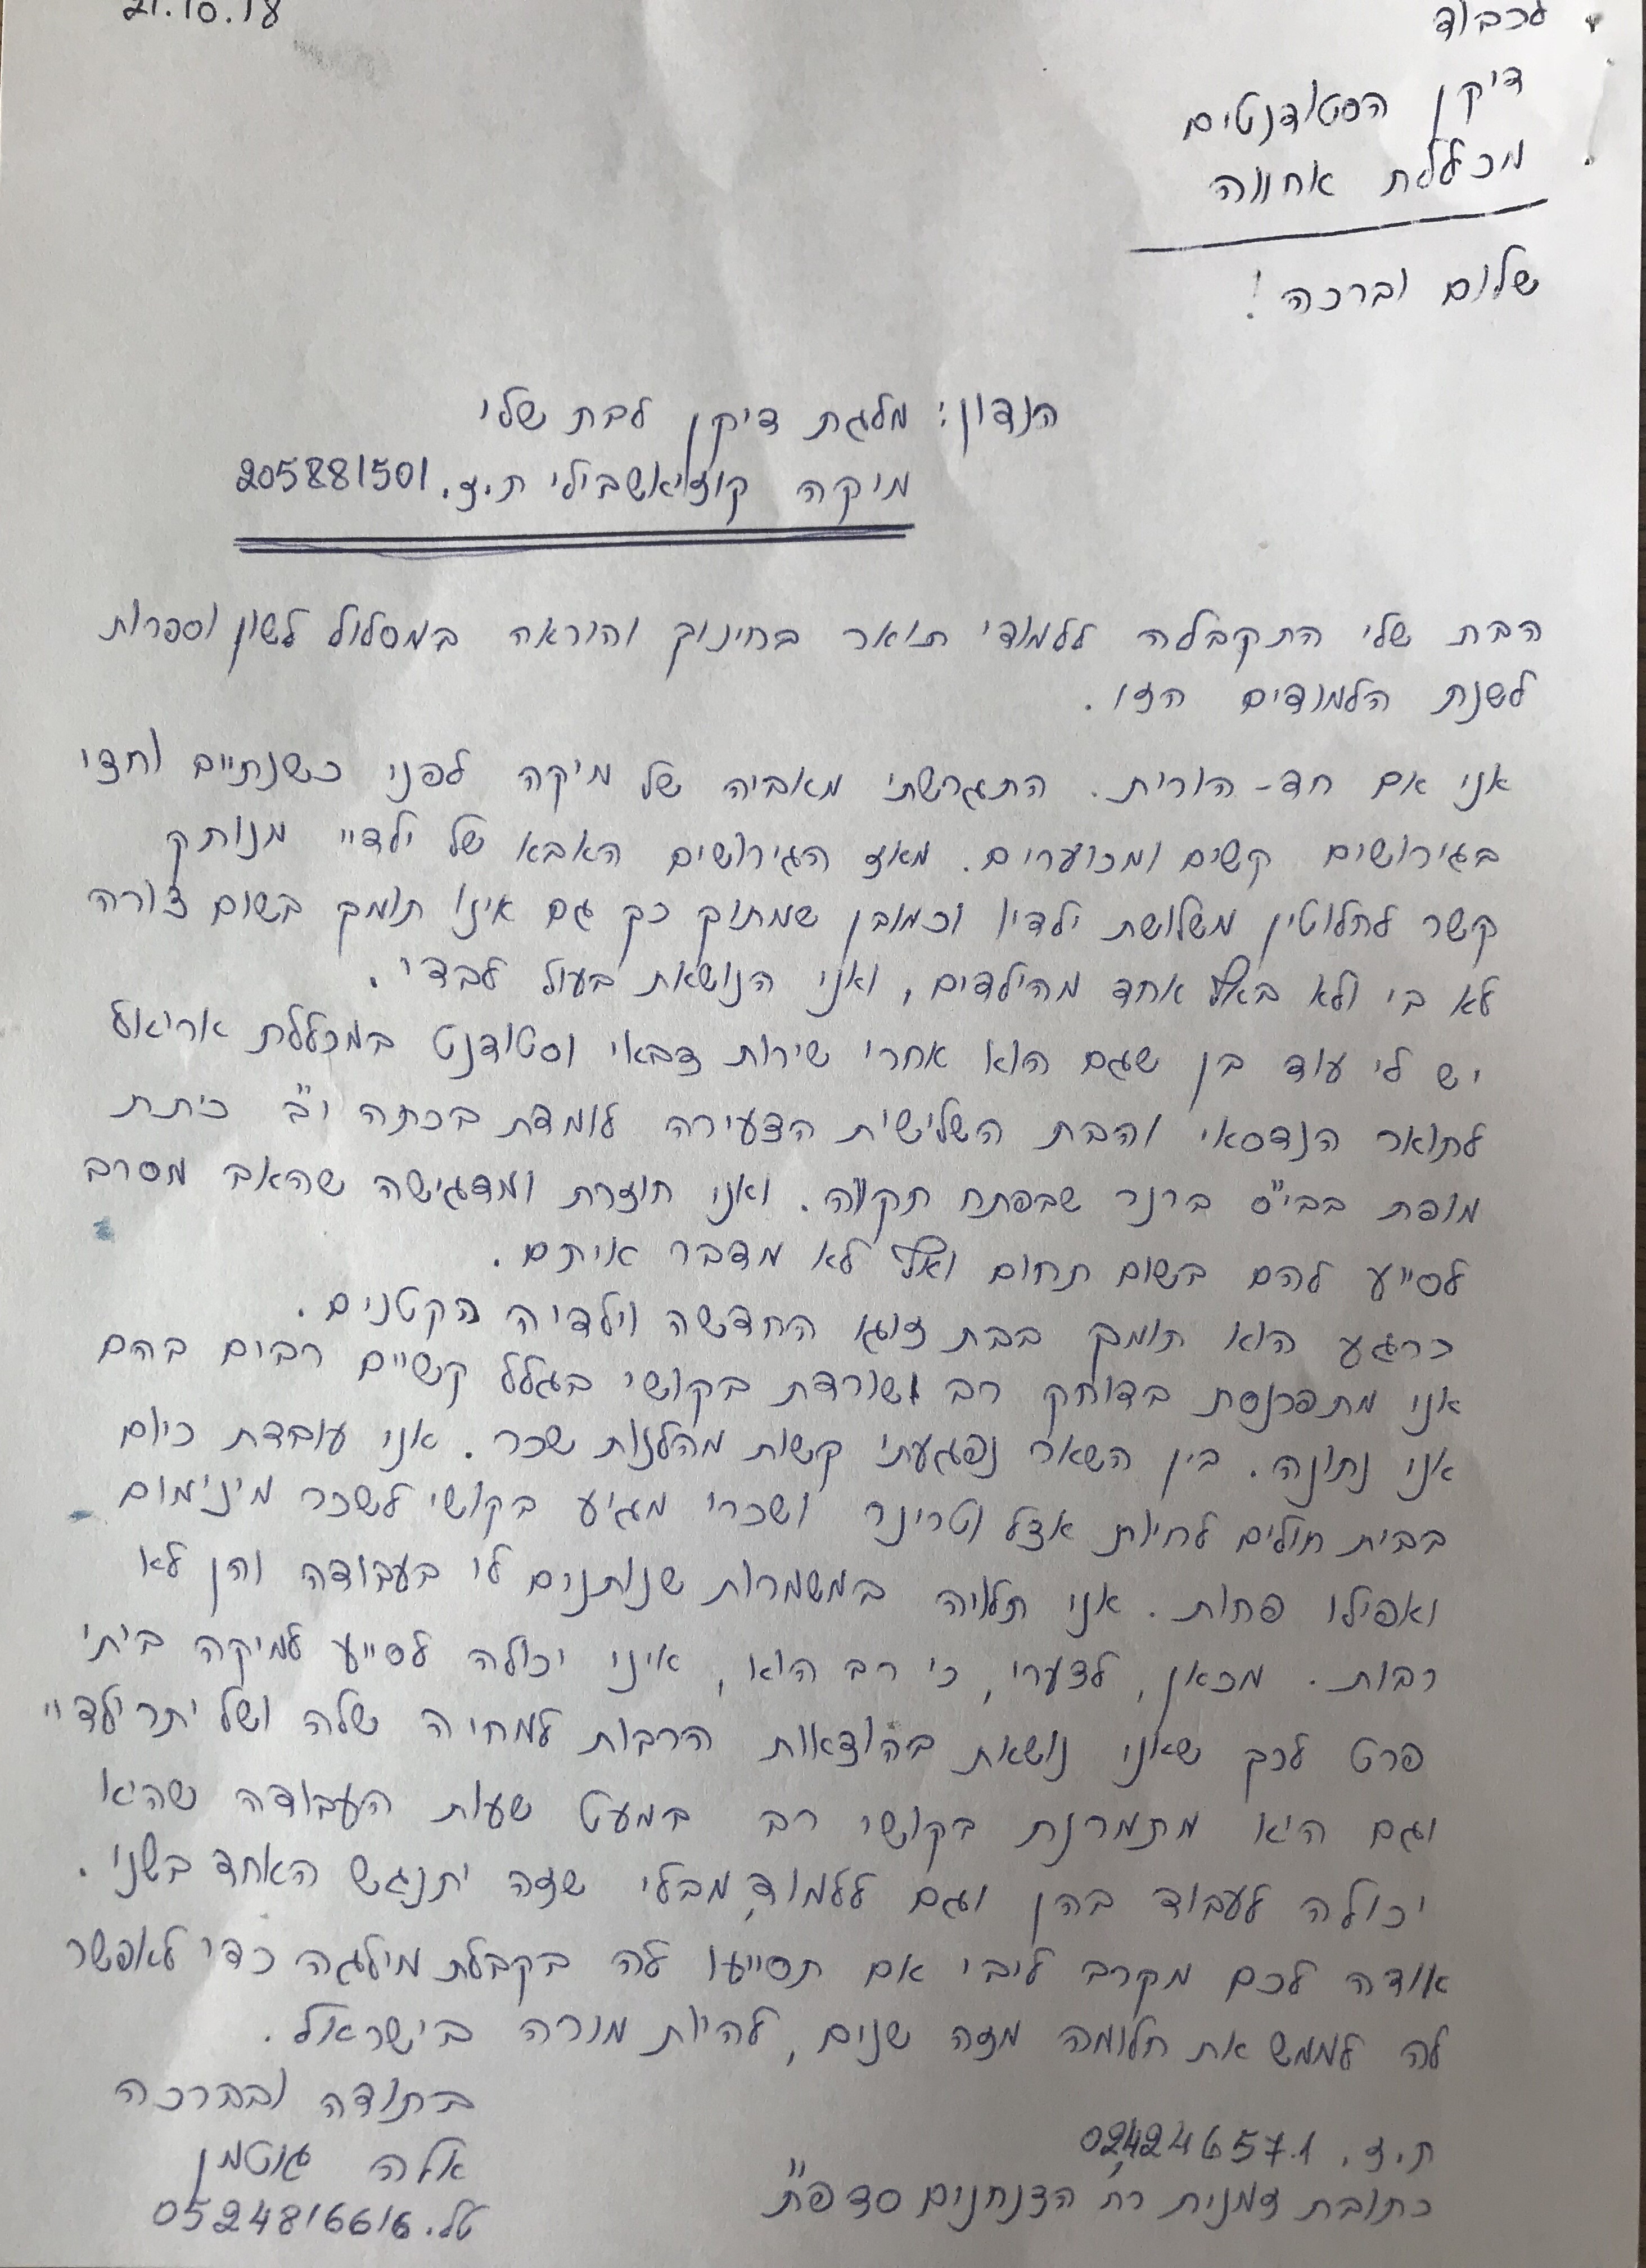 21.10.18
לכבוד
דיקן הסטודנטים
מכללת אחווה
שלום וברכה!
הנדון: מלגת דיקן לבת שלי
מיקה קוזיאשבילי ת.ז. 205881501
הבת שלי התקבלה ללמודי תואר בחינוך והוראה במסלול לשון וספרות
לשנת הלמודים הזו.
אני אם חד-הורית. התגרשתי מאביה של מיקה לפני כשנתיים וחצי
בגירושים קשים ומכוערים. מאז הגירושים האבא של ילדיי מנותק
קשר לחלוטין משלושת ילדיו וכמובן שמתוך כך גם אינו תומך בשום צורה
לא בי ולא באף אחד מהילדים, ואני הנושאת בעול לבדי.
יש לי עוד בן שגם הוא אחרי שירות צבאי וסטודנט במכללת אריאל
לתואר הנדסאי והבת השלישית הצעירה לומדת בכתה י"ב כיתת
מופת בבי"ס ברנר שבפתח תקווה. ואני חוזרת ומדגישה שהאב מסרב
לסייע להם בשום תחום ואף לא מדבר איתם.
כרגע הוא תומך בבת זוגו החדשה וילדיה הקטנים.
אני מתפרנסת בדוחק רב ושורדת בקושי בגלל קשיים רבים בהם
אני נתונה. בין השאר נפגעתי קשות מהלנות שכר. אני עובדת כיום
בבית חולים לחיות אצל וטרינר ושכרי מגיע בקושי לשכר מינימום
ואפילו פחות. אני תלויה במשמרות שנותנים לי בעבודה והן לא
רבות. מכאן, לצערי, כי רב הוא, איני יכולה לסייע למיקה ביתי
פרט לכך שאני נושאת בהוצאות הרבות למחיה שלה ושל יתר ילדיי
וגם היא מתמרנת בקושי רב במעט שעות העבודה שהיא
יכולה לעבוד בהן וגם ללמוד, מבלי שזה יתנגש האחד בשני.
אודה לכם מקרב ליבי אם תסייעו לה בקבלת מילגה כדי לאפשר
לה לממש את חלומה מזה שנים, להיות מורה בישראל.
בתודה ובברכה
אלה גוטמן
טל. 0524816616
ת.ז. 024246571
כתובת זמנית רח' הצנחנים פ"ת